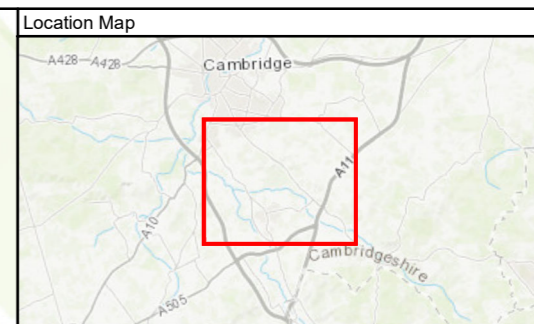 Location Map
A428 A428
Cambridge
A11
A10
Cambridgeshire
A505